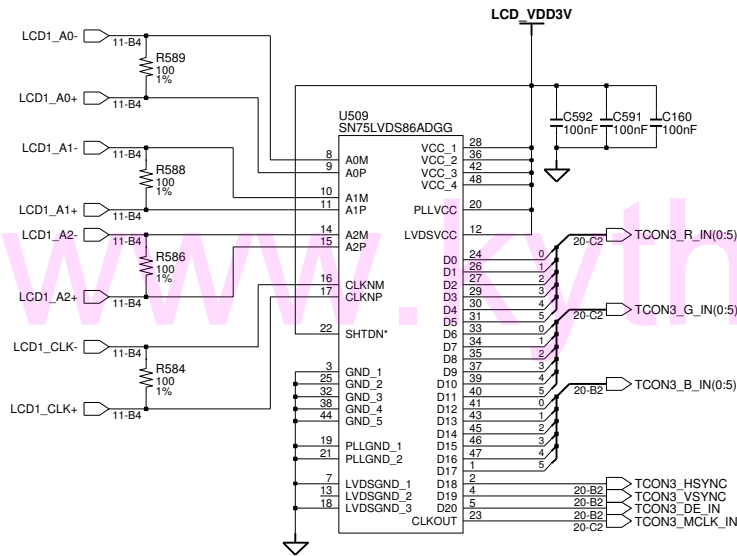 LCD_VDD3V
LCD1_A0-
11-B4
R589
100
1%
LCD1_A0+
11-B4
C592
100nF
C591
100nF
C160
100nF
U509
SN75LVDS86ADGG
LCD1_A1-
11-B4
R588
100
1%
LCD1_A1+
11-B4
LCD1_A2-
11-B4
R586
100
1%
LCD1_A2+
11-B4
LCD1_CLK-
11-B4
R584
100
1%
LCD1_CLK+
11-B4
8 A0M
9 A0P
10 A1M
11 A1P
14 A2M
15 A2P
16 CLKNM
17 CLKNP
22 SHTDN*
3 GND_1
25 GND_2
32 GND_3
38 GND_4
44 GND_5
19 PLLGND_1
21 PLLGND_2
7 LVDSGND_1
13 LVDSGND_2
18 LVDSGND_3
VCC_1 28
VCC_2 36
VCC_3 42
VCC_4 48
PLLVCC 20
LVDSVCC 12
D0 24 0
D1 26 1
D2 27 2
D3 29 3
D4 30 4
D5 31 5
D6 33 0
D7 34 1
D8 35 2
D9 37 3
D10 39 4
D11 40 5
D12 41 0
D13 43 1
D14 45 2
D15 46 3
D16 47 4
D17 1 5
D18 2
D19 4
D20 5
CLKOUT 23
20-C2 TCON3_R_IN(0:5)
20-C2 TCON3_G_IN(0:5)
20-B2 TCON3_B_IN(0:5)
TCON3_HSYNC
20-B2 TCON3_VSYNC
20-B2 TCON3_DE_IN
20-B2 TCON3_MCLK_IN
20-C2
www.kyth